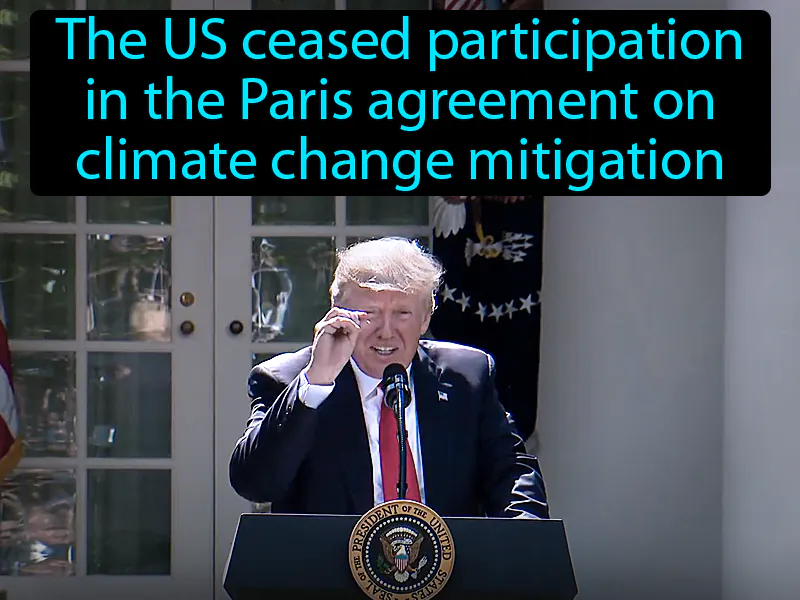 The US ceased participation
in the Paris agreement on
climate change mitigation
SEAL OF THE PRESIDENT OF THE UNITED STATES